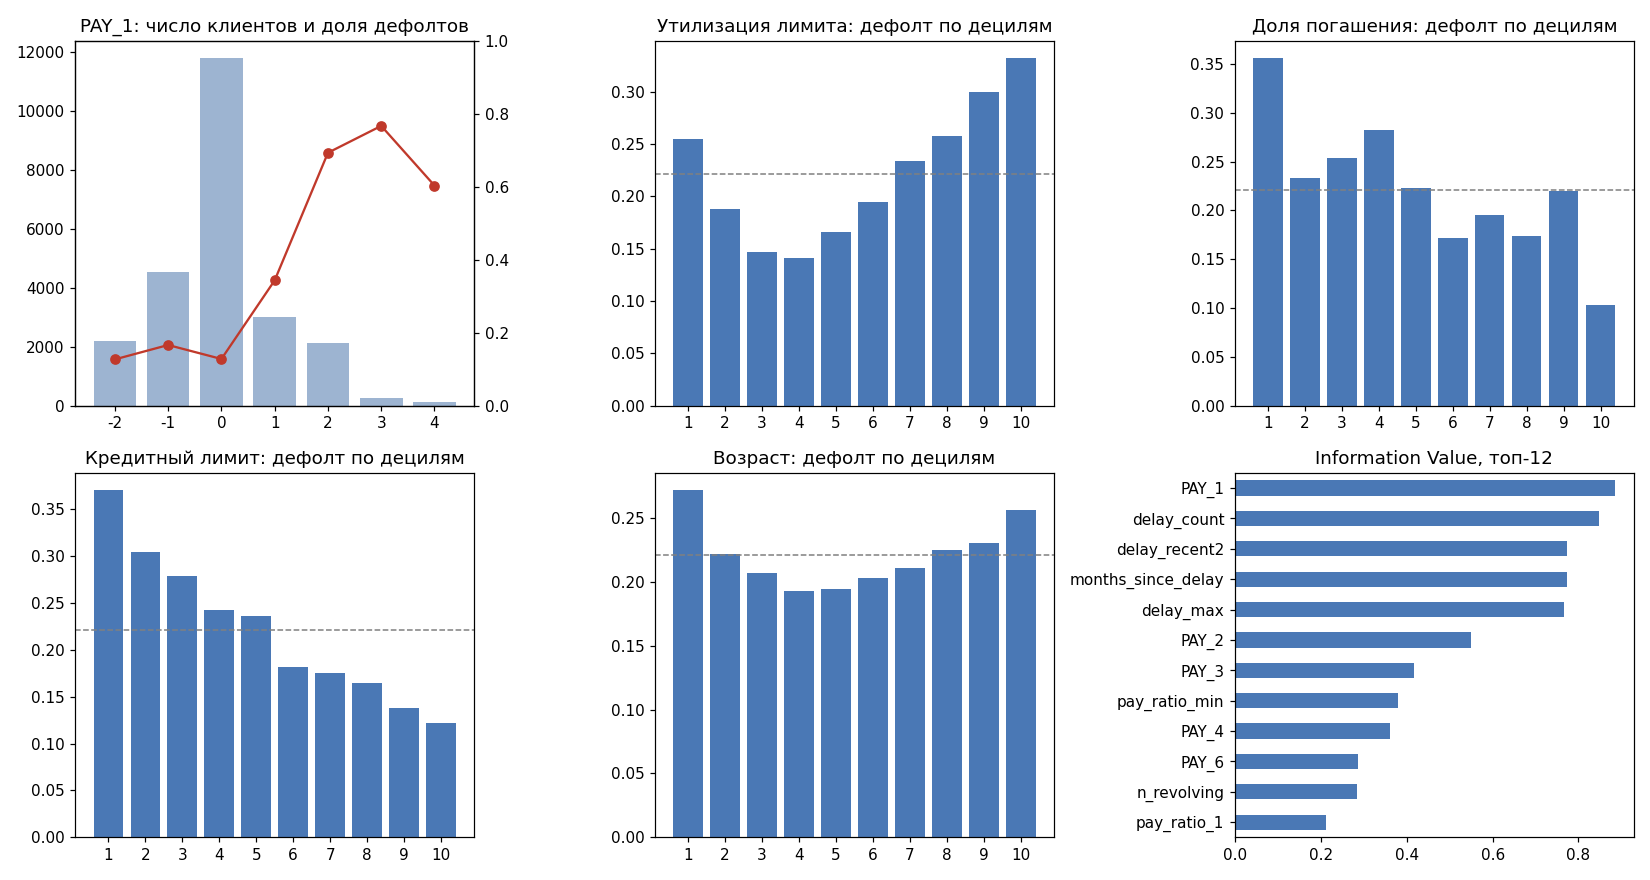 PAY_1: число клиентов и доля дефолтов
12000
10000
8000
6000
4000
2000
0
1.0
0.8
0.6
0.4
0.2
0.0
-2 -1 0 1 2 3 4
Утилизация лимита: дефолт по децилям
0.30
0.25
0.20
0.15
0.10
0.05
0.00
1 2 3 4 5 6 7 8 9 10
Доля погашения: дефолт по децилям
0.35
0.30
0.25
0.20
0.15
0.10
0.05
0.00
1 2 3 4 5 6 7 8 9 10
Кредитный лимит: дефолт по децилям
0.35
0.30
0.25
0.20
0.15
0.10
0.05
0.00
1 2 3 4 5 6 7 8 9 10
Возраст: дефолт по децилям
0.25
0.20
0.15
0.10
0.05
0.00
1 2 3 4 5 6 7 8 9 10
Information Value, топ-12
PAY_1
delay_count
delay_recent2
months_since_delay
delay_max
PAY_2
PAY_3
pay_ratio_min
PAY_4
PAY_6
n_revolving
pay_ratio_1
0.0 0.2 0.4 0.6 0.8